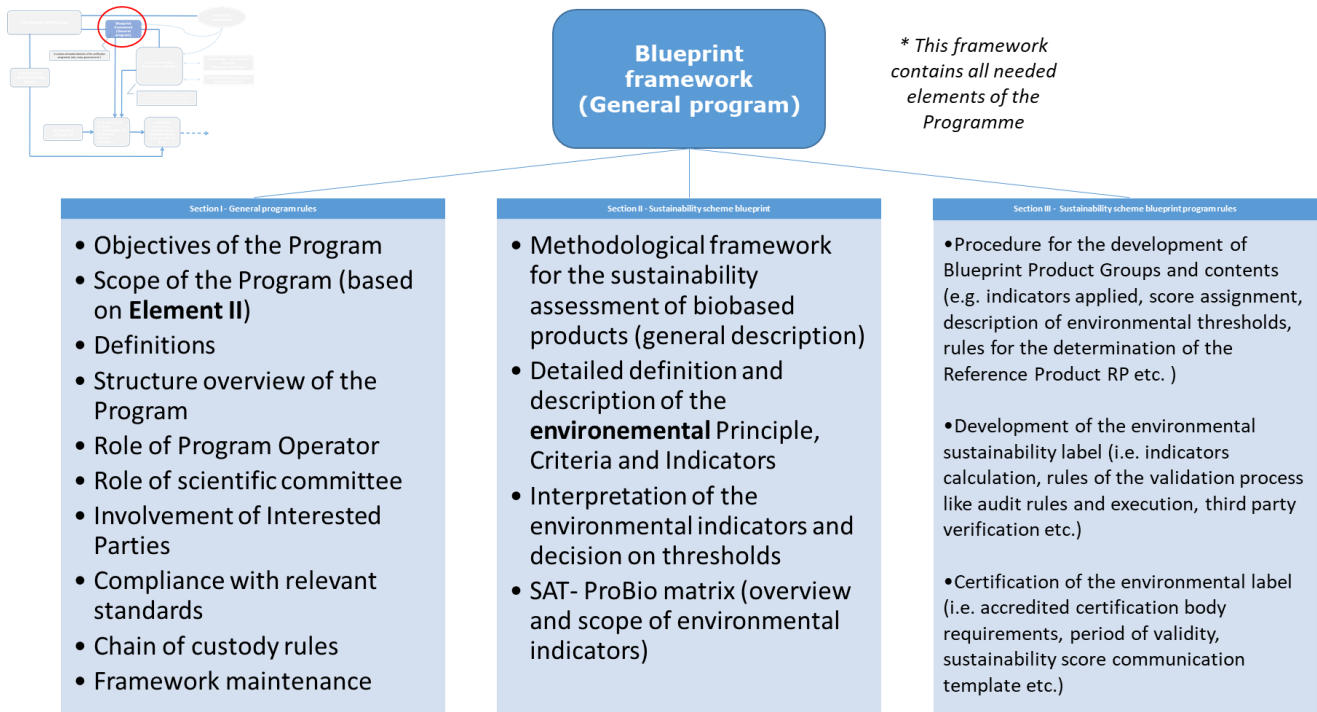 Blueprint
framework
(General program)
Blueprint
framework
(General program)
* This framework
contains all needed
elements of the
Programme
Section I - General program rules
• Objectives of the Program
• Scope of the Program (based
on Element II)
• Definitions
• Structure overview of the
Program
• Role of Program Operator
• Role of scientific committee
• Involvement of Interested
Parties
• Compliance with relevant
standards
• Chain of custody rules
• Framework maintenance
Section II - Sustainability scheme blueprint
• Methodological framework
for the sustainability
assessment of biobased
products (general description)
• Detailed definition and
description of the
environemental Principle,
Criteria and Indicators
• Interpretation of the
environmental indicators and
decision on thresholds
• SAT- ProBio matrix (overview
and scope of environmental
indicators)
Section III - Sustainability scheme blueprint program rules
•Procedure for the development of
Blueprint Product Groups and contents
(e.g. indicators applied, score assignment,
description of environmental thresholds,
rules for the determination of the
Reference Product RP etc. )
•Development of the environmental
sustainability label (i.e. indicators
calculation, rules of the validation process
like audit rules and execution, third party
verification etc.)
•Certification of the environmental label
(i.e. accredited certification body
requirements, period of validity,
sustainability score communication
template etc.)